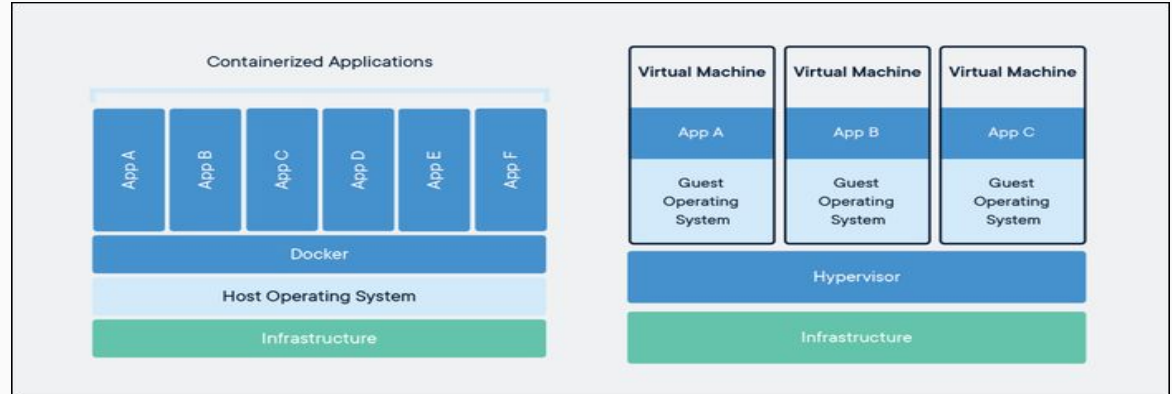 Containerized Applications
App A
App B
App C
App D
App E
App F
Docker
Host Operating System
Infrastructure
Virtual Machine
App A
Guest
Operating
System
Virtual Machine
App B
Guest
Operating
System
Virtual Machine
App C
Guest
Operating
System
Hypervisor
Infrastructure